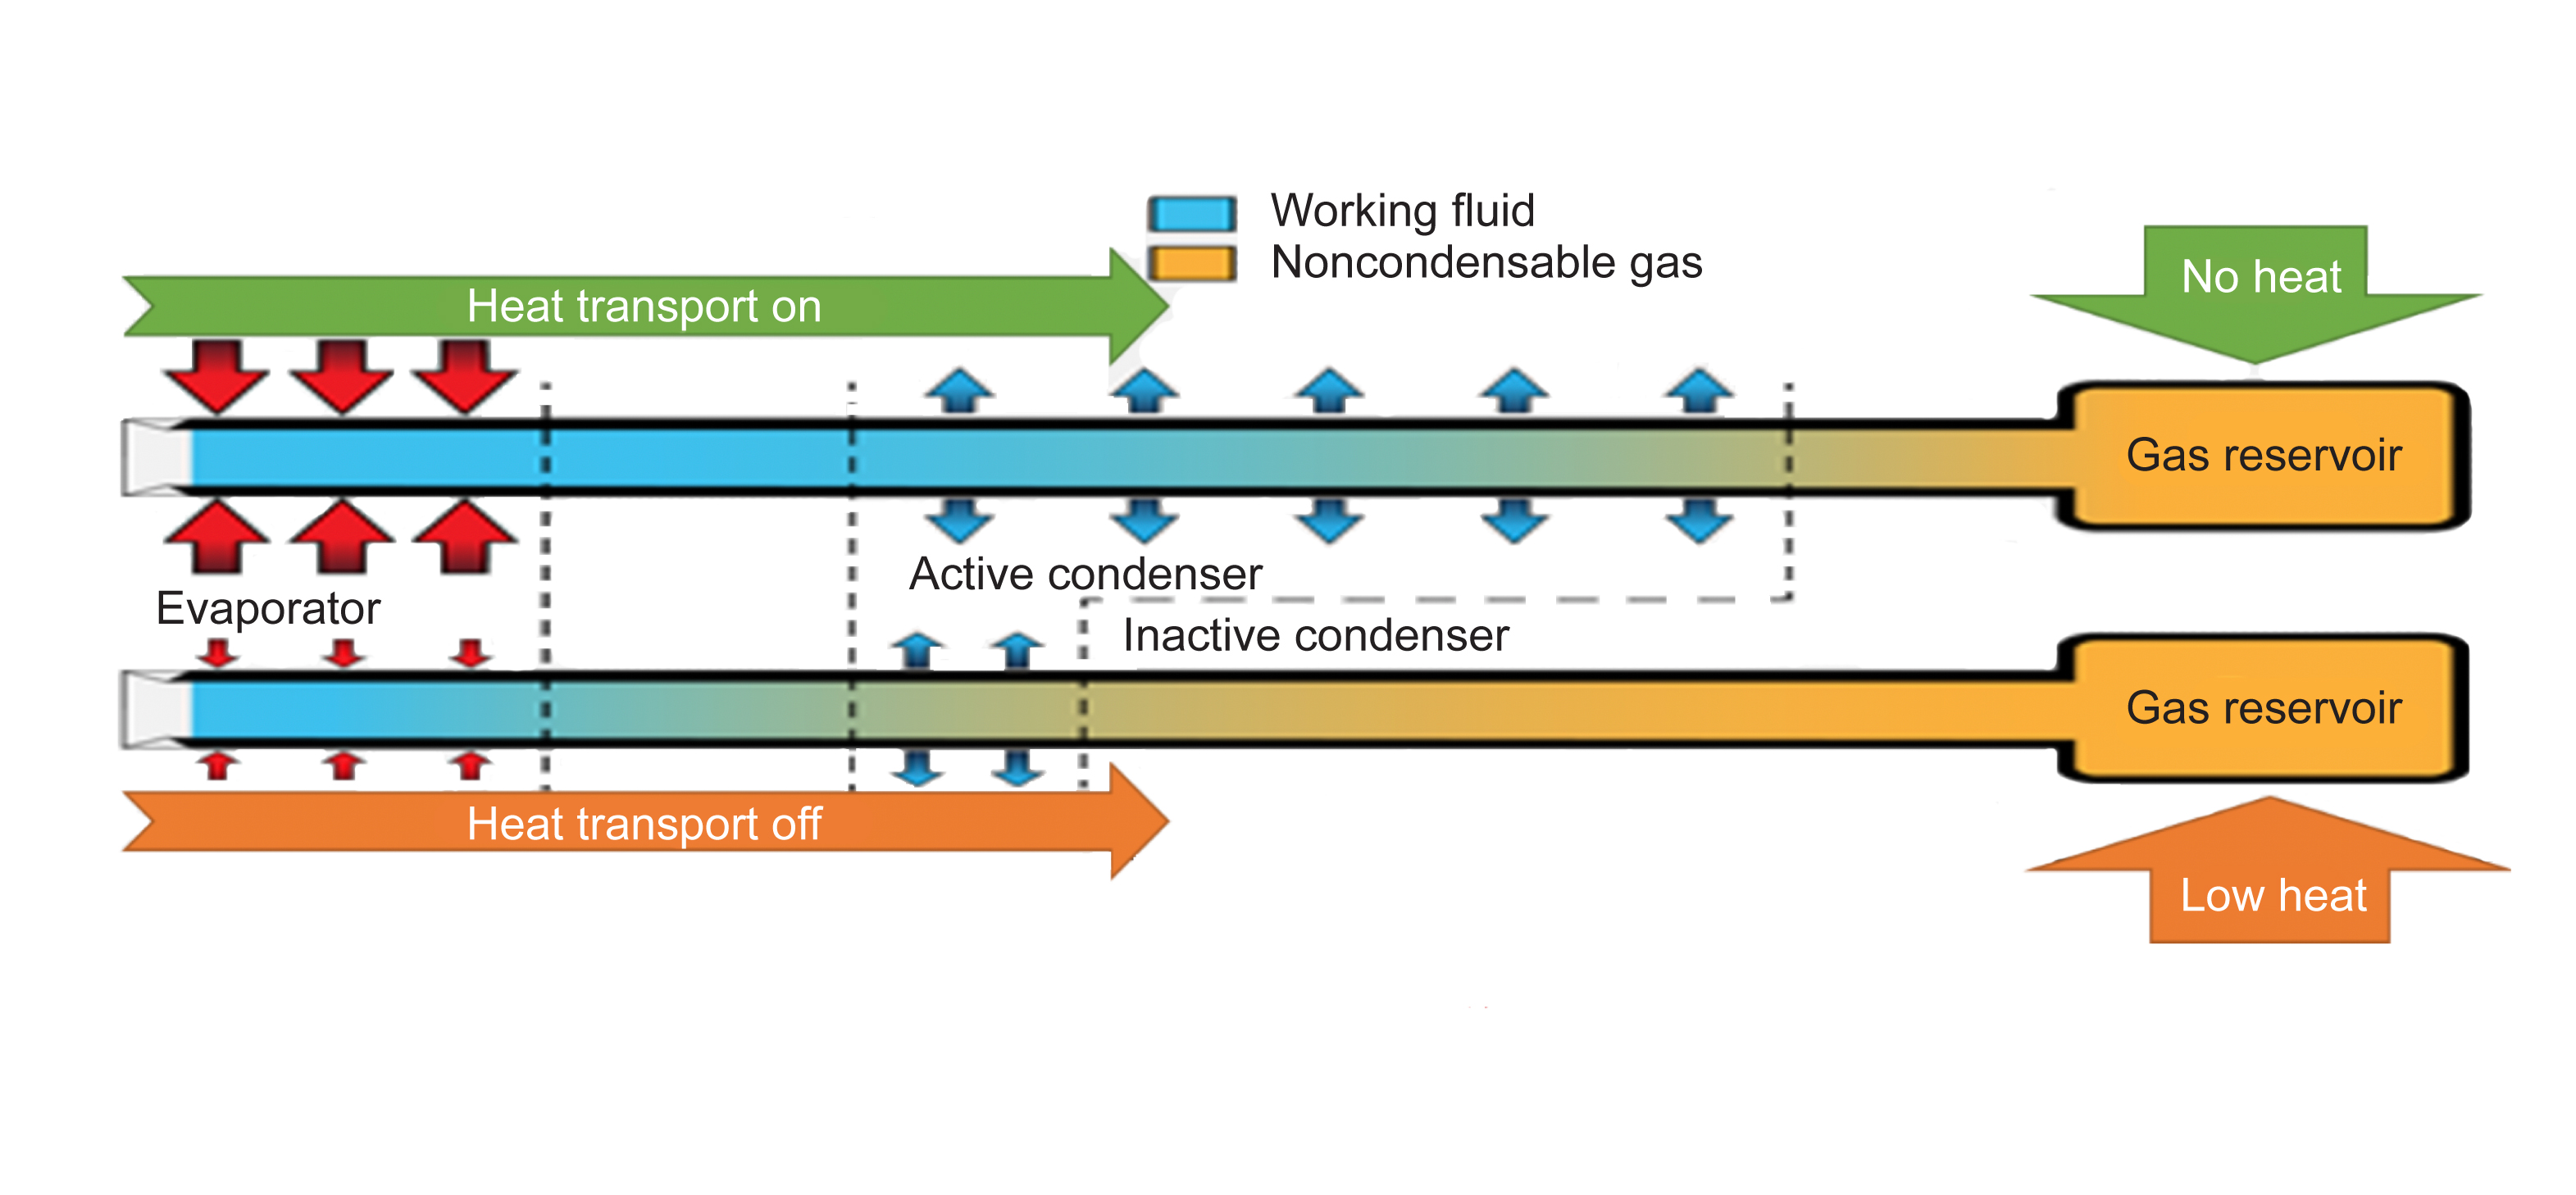 Working fluid
Noncondensable gas
No heat
Heat transport on
Gas reservoir
Active condenser
Evaporator
Inactive condenser
Gas reservoir
Heat transport off
Low heat